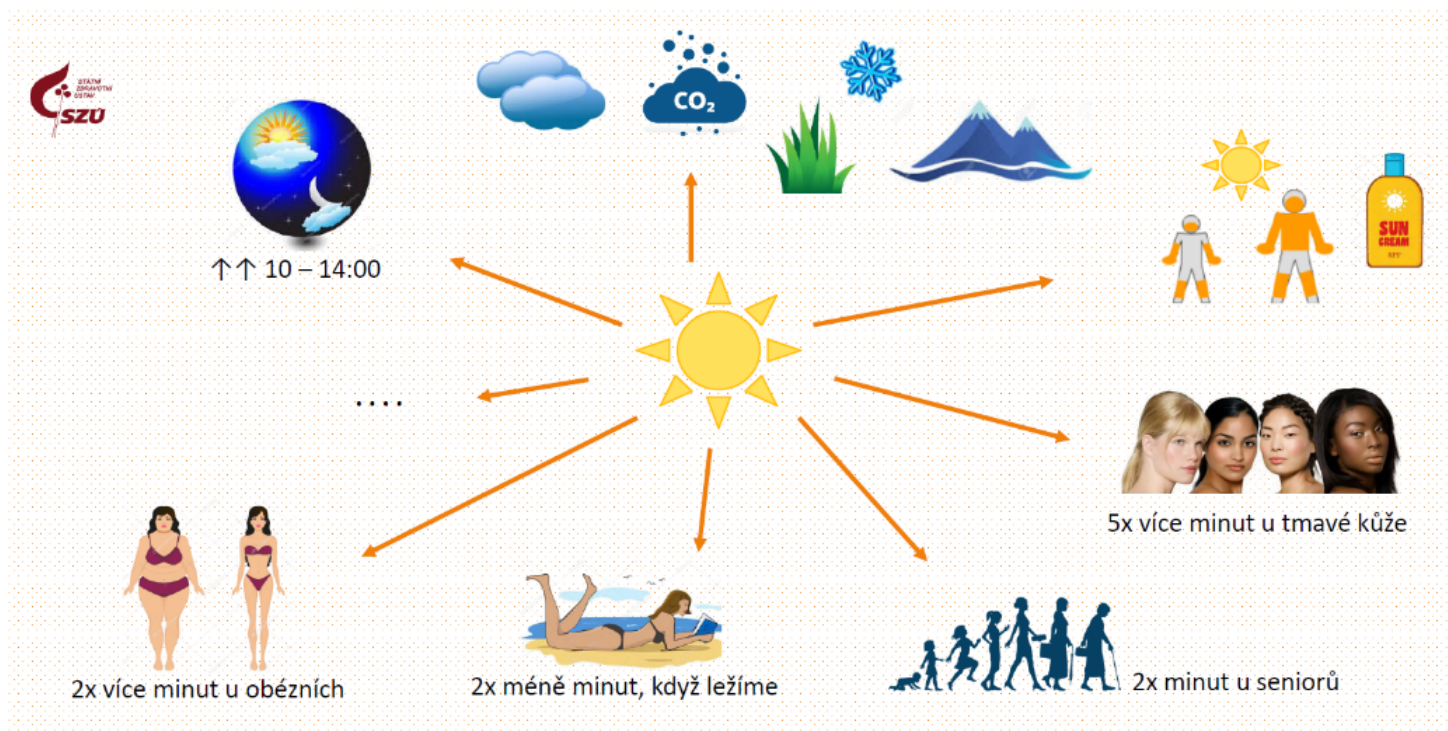 STÁTNÍ
ZDRAVOTNÍ
ÚSTAV
SZÚ
CO₂
↑↑ 10 – 14:00
SUN
CREAM
....
5x více minut u tmavé kůže
2x více minut u obézních
2x méně minut, když ležíme
2x minut u seniorů